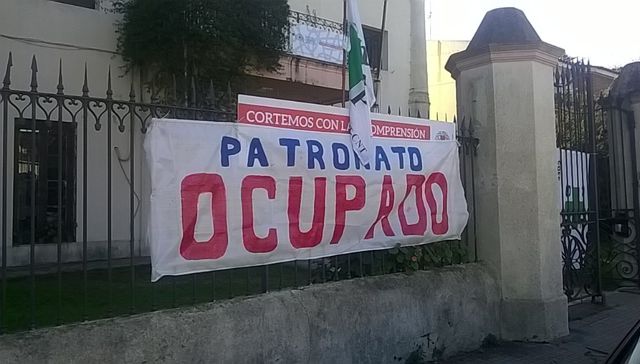 CORTEMOS CON LA COMPRENSIÓN
PATRONATO
OCUPADO